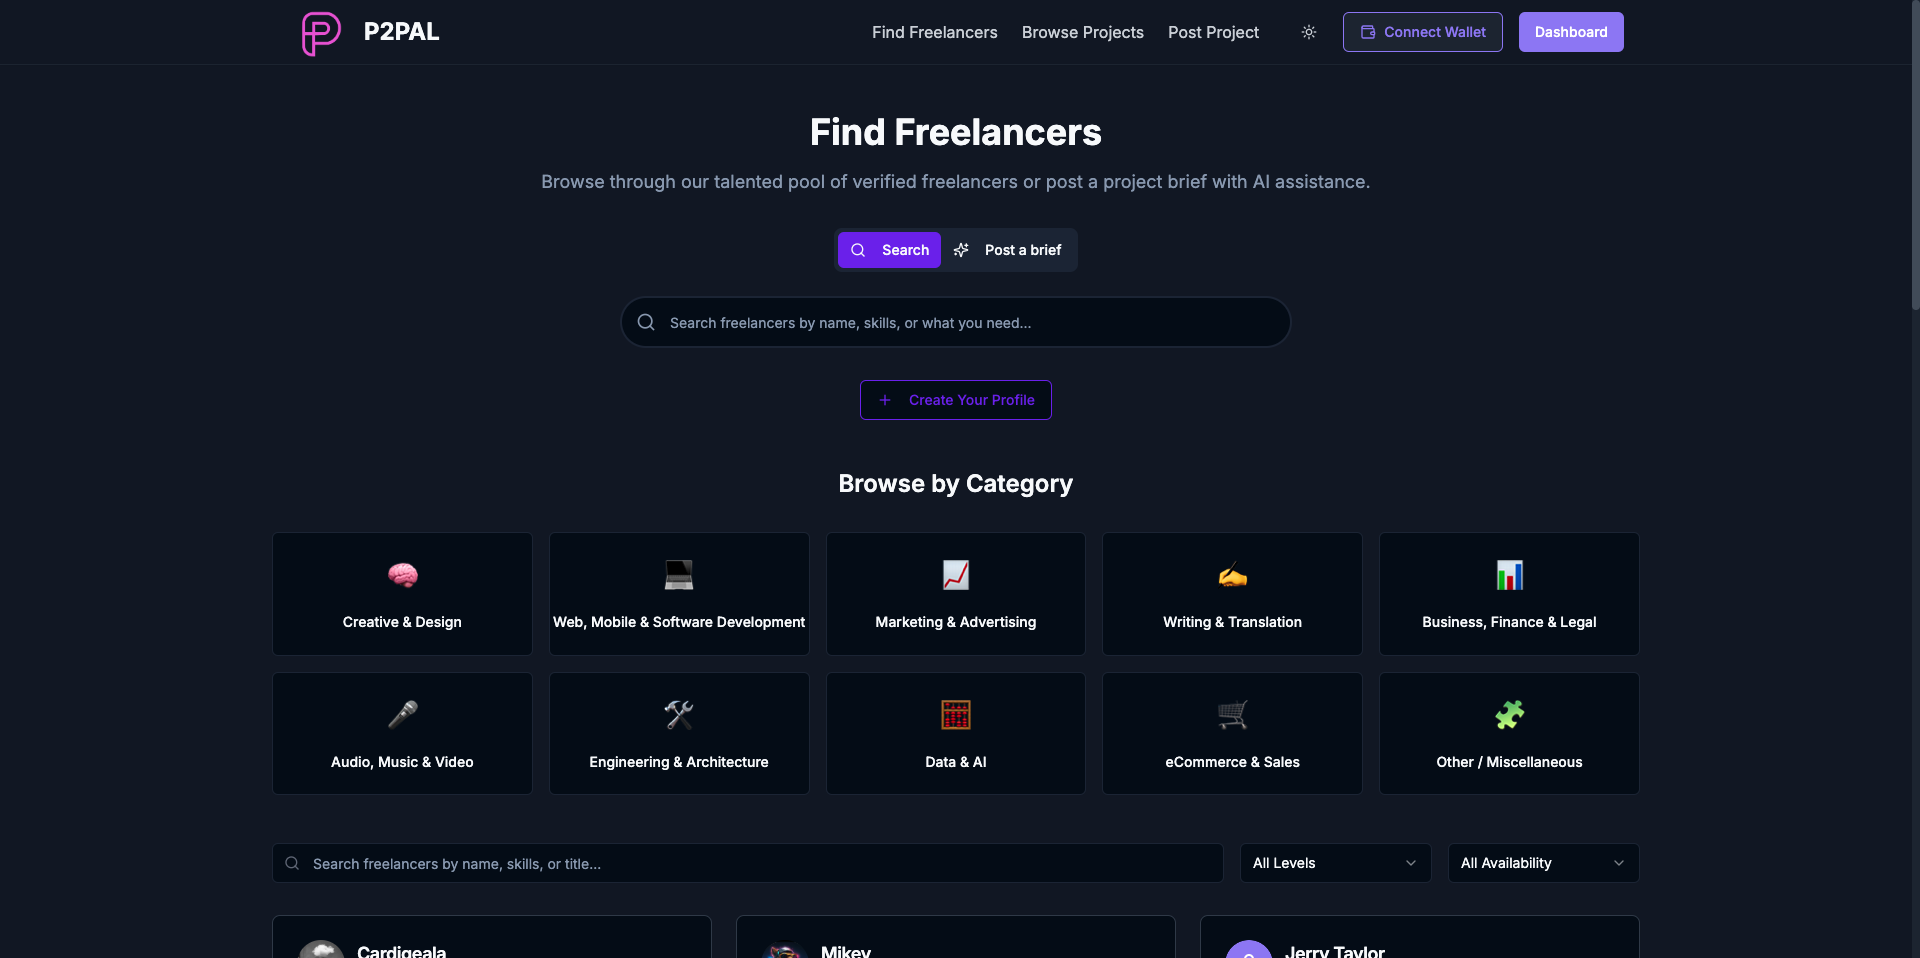 P2PAL
Find Freelancers
Browse Projects
Post Project
Connect Wallet
Dashboard
Find Freelancers
Browse through our talented pool of verified freelancers or post a project brief with AI assistance.
Search
Post a brief
Search freelancers by name, skills, or what you need...
Create Your Profile
Browse by Category
Creative & Design
Web, Mobile & Software Development
Marketing & Advertising
Writing & Translation
Business, Finance & Legal
Audio, Music & Video
Engineering & Architecture
Data & AI
eCommerce & Sales
Other / Miscellaneous
Search freelancers by name, skills, or title...
All Levels
All Availability
Cardigeala
Mikey
Jerry Taylor